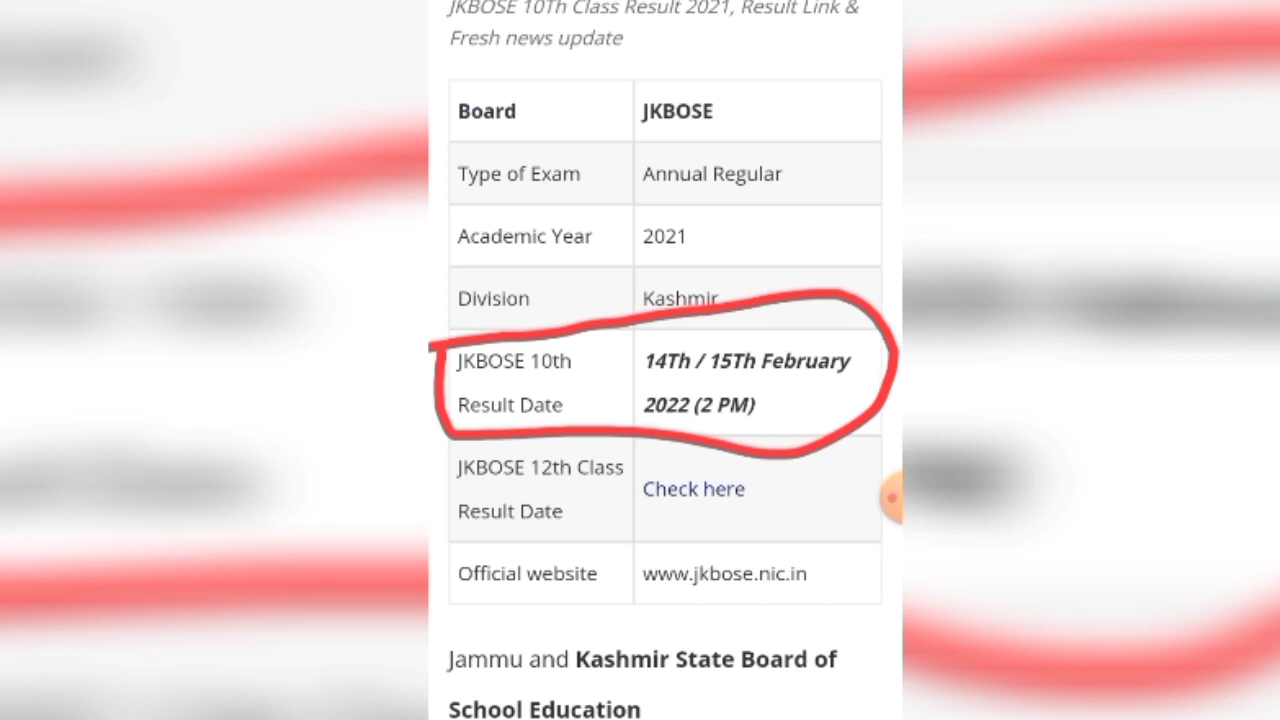 JKBOSE 10Th Class Result 2021, Result Link &
Fresh news update
Board JKBOSE
Type of Exam Annual Regular
Academic Year 2021
Division Kashmir
JKBOSE 10th 14Th / 15Th February
Result Date 2022 (2 PM)
JKBOSE 12th Class
Check here
Result Date
Official website www.jkbose.nic.in
Jammu and Kashmir State Board of
School Education